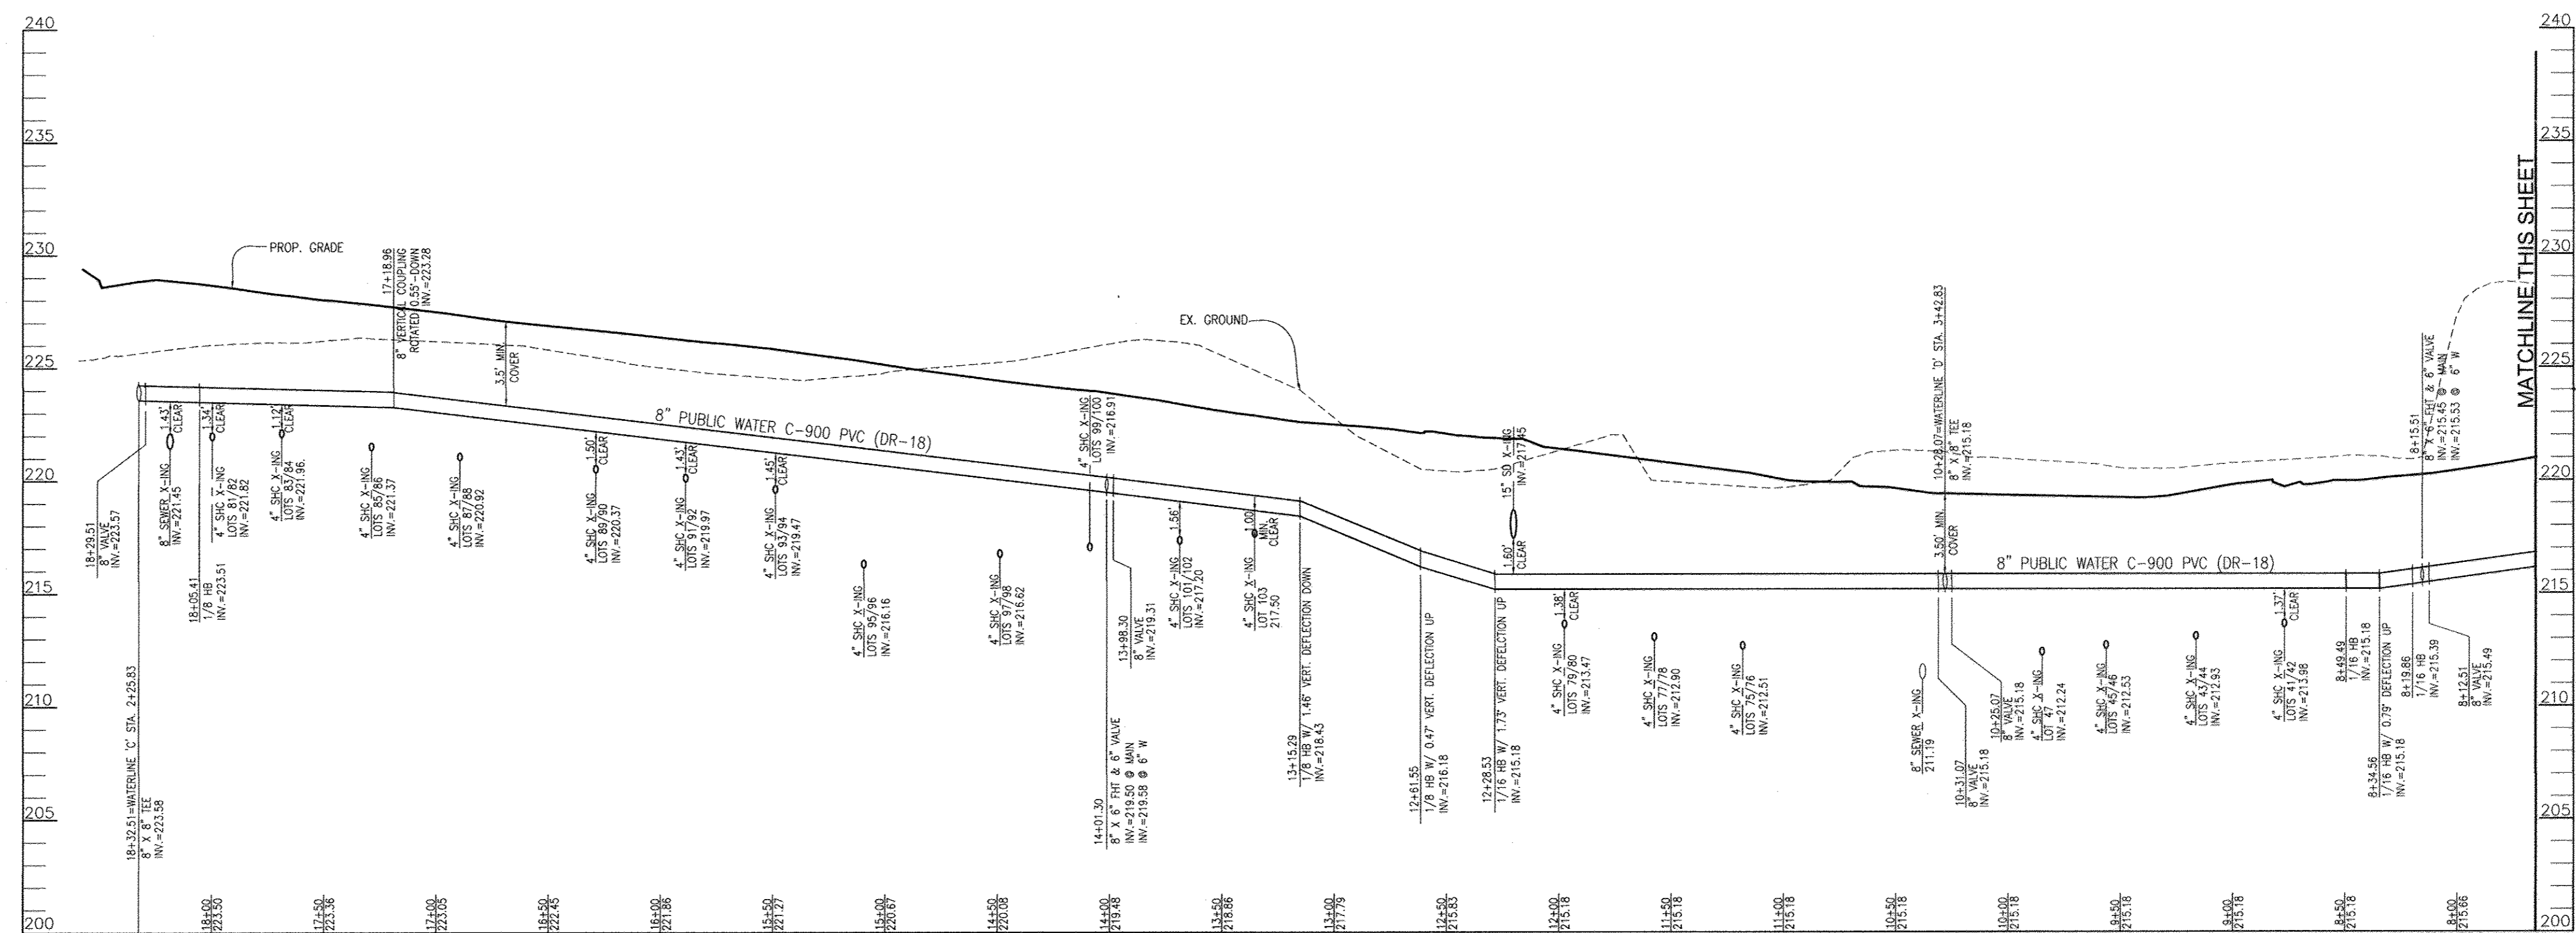 240
240
235
235
230
230
225
225
220
220
215
215
210
210
205
205
200
200
PROP. GRADE
EX. GROUND
MATCHLINE THIS SHEET
8" PUBLIC WATER C-900 PVC (DR-18)
8" PUBLIC WATER C-900 PVC (DR-18)
3.5' MIN.
COVER
3.50' MIN.
COVER
18+29.51
8" VALVE
INV.=223.57
18+32.51=WATERLINE 'C' STA. 2+25.83
8" X 8" TEE
INV.=223.58
8" SEWER X-ING
INV.=221.45
1.43'
CLEAR
18+05.41
1/8 HB
INV.=223.51
4" SHC X-ING
LOTS 81/82
INV.=221.82
1.34'
CLEAR
4" SHC X-ING
LOTS 83/84
INV.=221.96.
1.12'
CLEAR
4" SHC X-ING
LOTS 85/86
INV.=221.37
17+18.96
8" VERTICAL COUPLING
ROTATED 0.55'-DOWN
INV.=223.28
4" SHC X-ING
LOTS 87/88
INV.=220.92
4" SHC X-ING
LOTS 89/90
INV.=220.37
1.50'
CLEAR
4" SHC X-ING
LOTS 91/92
INV.=219.97
1.43'
CLEAR
4" SHC X-ING
LOTS 93/94
INV.=219.47
1.45'
CLEAR
4" SHC X-ING
LOTS 95/96
INV.=216.16
4" SHC X-ING
LOTS 97/98
INV.=216.62
4" SHC X-ING
LOTS 99/100
INV.=216.91
14+01.30
8" X 6" FHT & 6" VALVE
INV.=219.50 @ MAIN
INV.=219.58 @ 6" W
13+98.30
8" VALVE
INV.=219.31
4" SHC X-ING
LOTS 101/102
INV.=217.20
1.56'
4" SHC X-ING
LOT 103
217.50
1.00'
MIN.
CLEAR
13+15.29
1/8 HB W/ 1.46' VERT. DEFLECTION DOWN
INV.=218.43
12+61.55
1/8 HB W/ 0.47' VERT. DEFLECTION UP
INV.=216.18
12+28.53
1/16 HB W/ 1.73' VERT. DEFELCTION UP
INV.=215.18
15" SD X-ING
INV.=217.45
1.60'
CLEAR
4" SHC X-ING
LOTS 79/80
INV.=213.47
1.38'
CLEAR
4" SHC X-ING
LOTS 77/78
INV.=212.90
4" SHC X-ING
LOTS 75/76
INV.=212.51
8" SEWER X-ING
211.19
10+28.07=WATERLINE 'D' STA. 3+42.83
8" X 8" TEE
INV.=215.18
10+31.07
8" VALVE
INV.=215.18
10+25.07
8" VALVE
INV.=215.18
4" SHC X-ING
LOT 47
INV.=212.24
4" SHC X-ING
LOTS 45/46
INV.=212.53
4" SHC X-ING
LOTS 43/44
INV.=212.93
4" SHC X-ING
LOTS 41/42
INV.=213.98
1.37'
CLEAR
8+49.49
1/16 HB
INV.=215.18
8+34.56
1/16 HB W/ 0.79' DEFLECTION UP
INV.=215.18
8+19.86
1/16 HB
INV.=215.39
8+15.51
8" X 6" FHT & 6" VALVE
INV.=215.45 @ MAIN
INV.=215.53 @ 6" W
8+12.51
8" VALVE
INV.=215.49
18+00
223.50
17+50
223.36
17+00
223.05
16+50
222.45
16+00
221.86
15+50
221.27
15+00
220.67
14+50
220.08
14+00
219.48
13+50
218.86
13+00
217.79
12+50
215.83
12+00
215.18
11+50
215.18
11+00
215.18
10+50
215.18
10+00
215.18
9+50
215.18
9+00
215.18
8+50
215.18
8+00
215.66